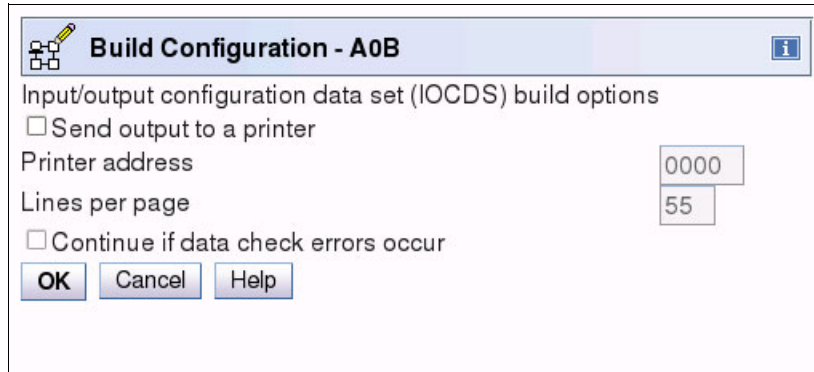 Build Configuration - A0B
i
Input/output configuration data set (IOCDS) build options
Send output to a printer
Printer address 0000
Lines per page 55
Continue if data check errors occur
OK Cancel Help